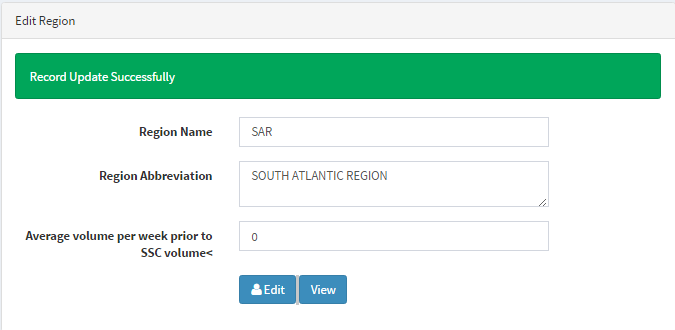 Edit Region
Record Update Successfully
Region Name
SAR
Region Abbreviation
SOUTH ATLANTIC REGION
Average volume per week prior to
SSC volume<
0
Edit
View